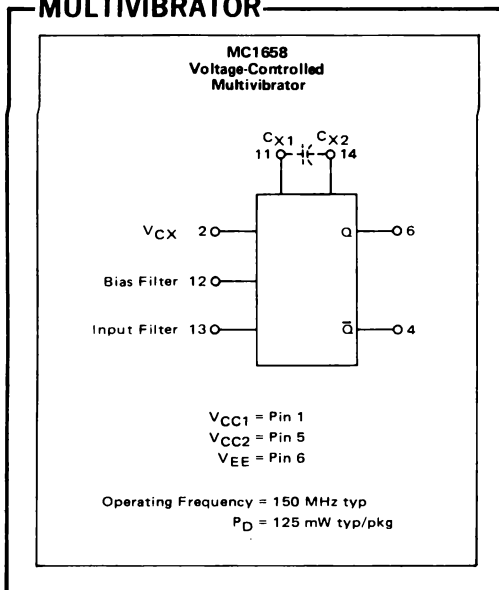 MULTIVIBRATOR
MC1658
Voltage-Controlled
Multivibrator
CX1 CX2
11 14
VCX 2 Q 6
Bias Filter 12
Input Filter 13 Q̅ 4
VCC1 = Pin 1
VCC2 = Pin 5
VEE = Pin 6
Operating Frequency = 150 MHz typ
PD = 125 mW typ/pkg